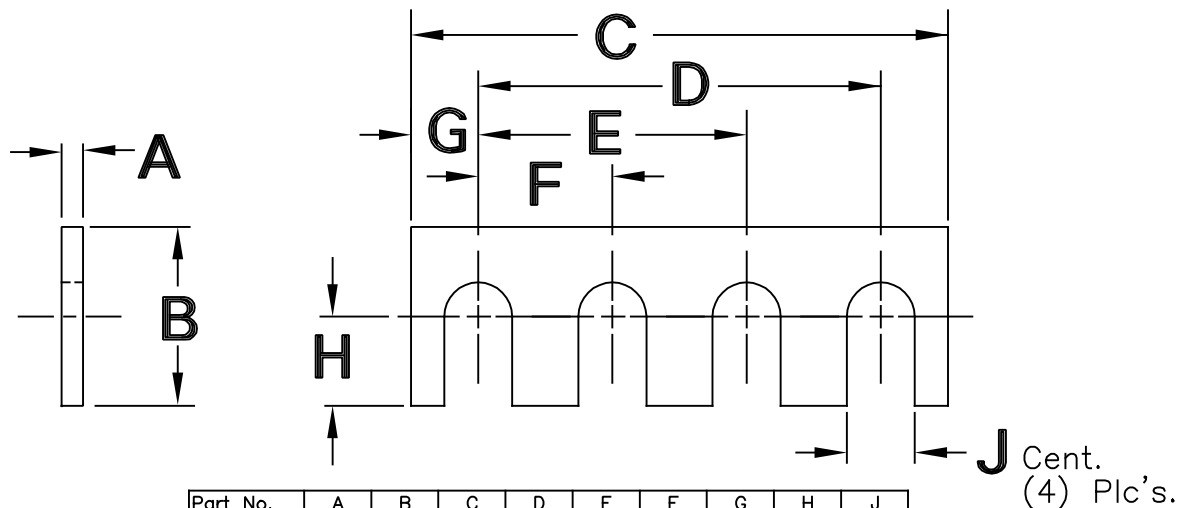 C
D
G E
A F
B
H
J Cent.
(4) Plc's.
Part No. A B C D E F G H J